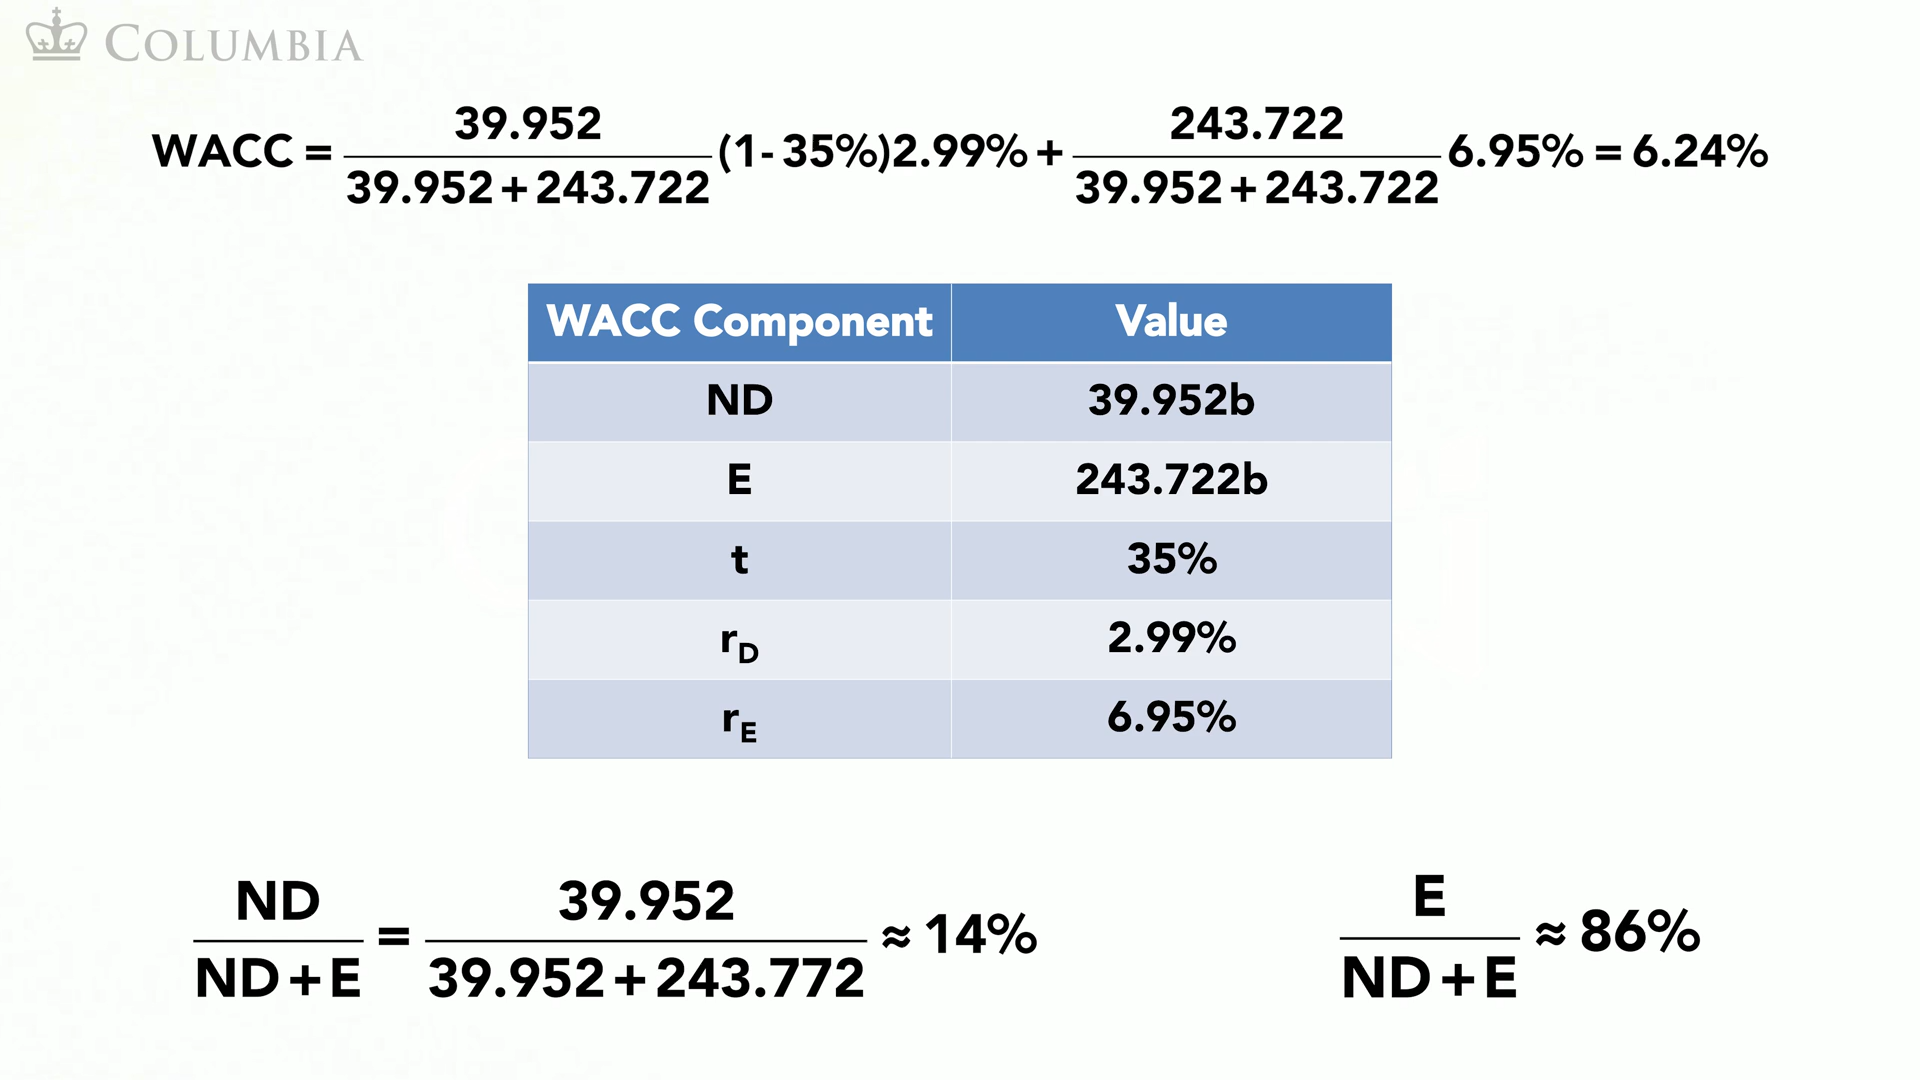 COLUMBIA
WACC = 39.952 / 39.952+243.722 (1-35%)2.99% + 243.722 / 39.952+243.722 6.95% = 6.24%
WACC Component Value
ND 39.952b
E 243.722b
t 35%
rD 2.99%
rE 6.95%
ND / ND+E = 39.952 / 39.952+243.772 ≈ 14%
E / ND+E ≈ 86%